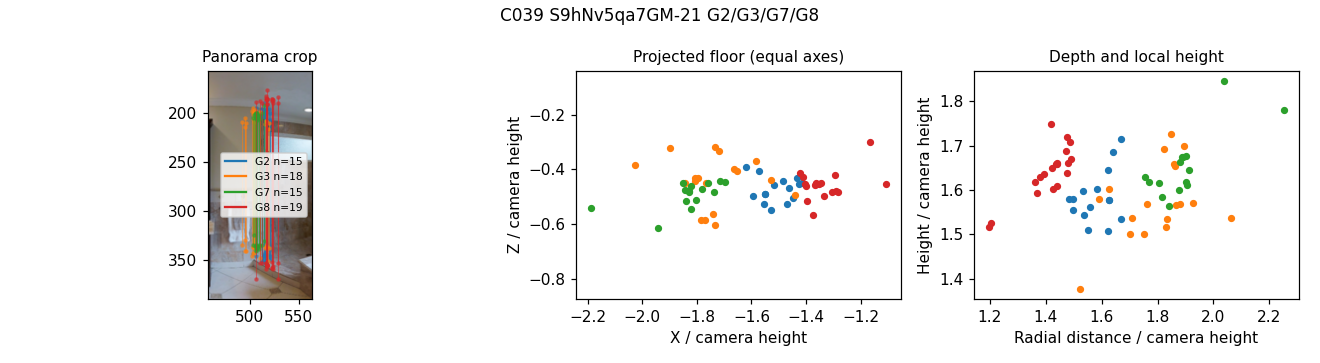 C039 S9hNv5qa7GM-21 G2/G3/G7/G8
Panorama crop
200
250
300
350
500
550
G2 n=15
G3 n=18
G7 n=15
G8 n=19
Projected floor (equal axes)
Z / camera height
−0.2
−0.4
−0.6
−0.8
−2.2
−2.0
−1.8
−1.6
−1.4
−1.2
X / camera height
Depth and local height
Height / camera height
1.8
1.7
1.6
1.5
1.4
1.2
1.4
1.6
1.8
2.0
2.2
Radial distance / camera height